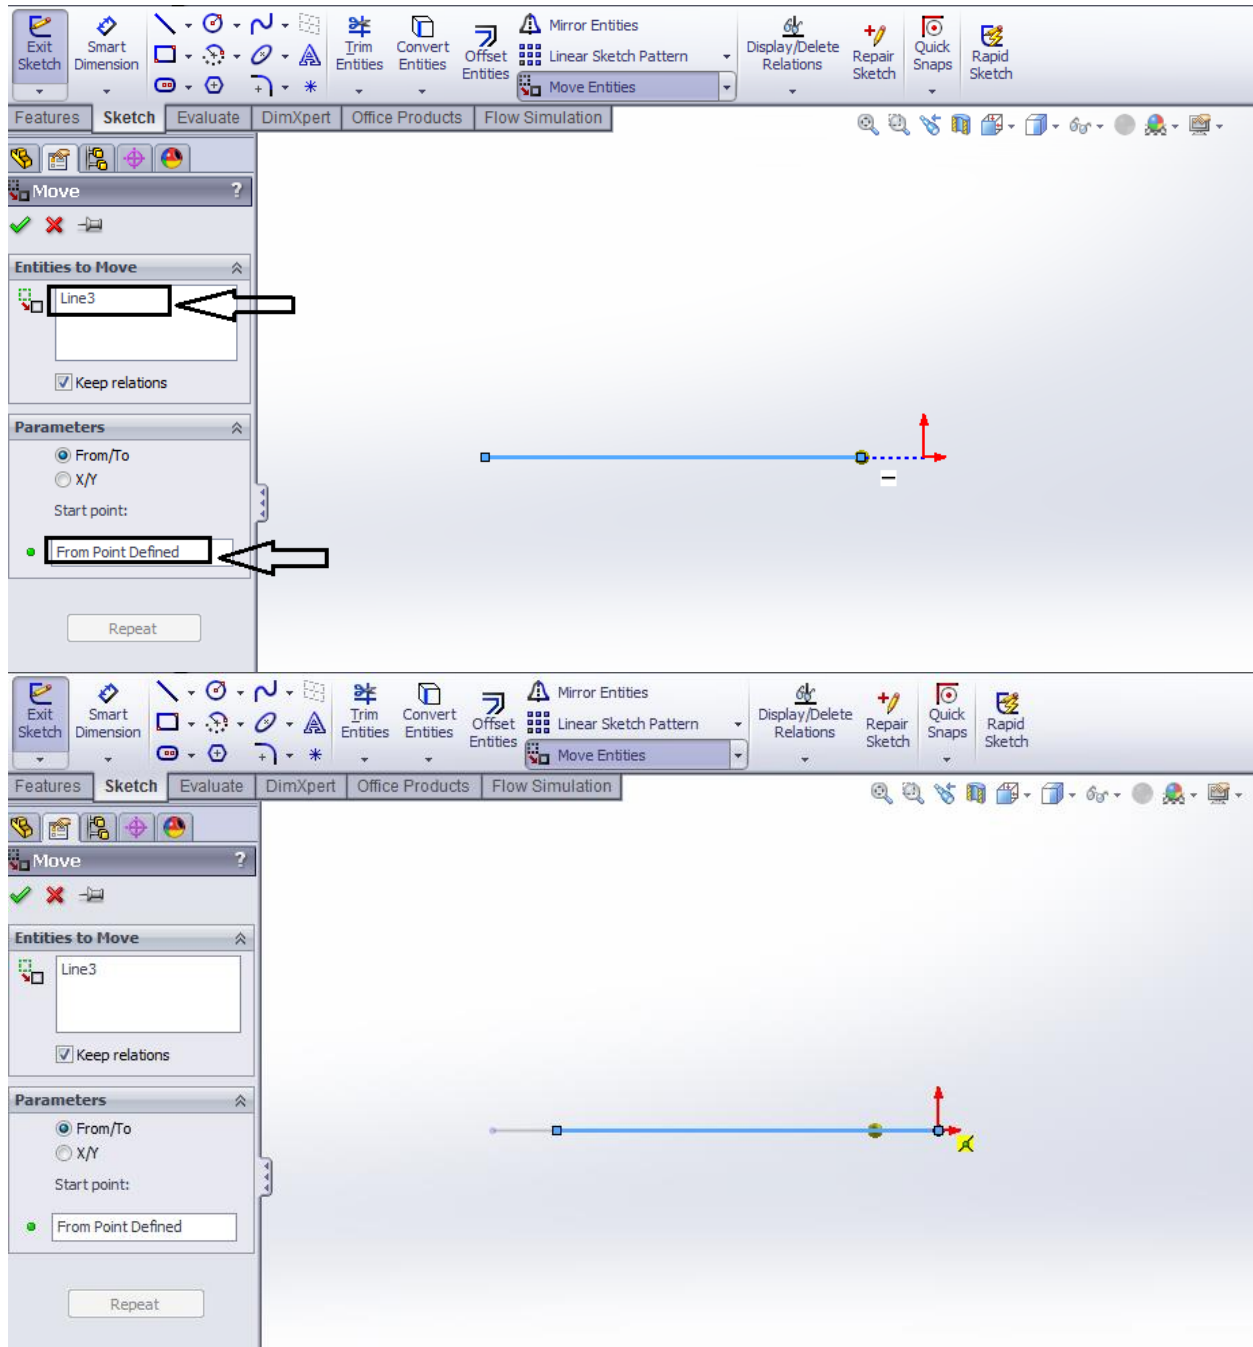 Exit Sketch
Smart Dimension
Trim Entities
Convert Entities
Offset Entities
Mirror Entities
Linear Sketch Pattern
Move Entities
Display/Delete Relations
Repair Sketch
Quick Snaps
Rapid Sketch
Features Sketch Evaluate DimXpert Office Products Flow Simulation
Move ?
Entities to Move
Line3
Keep relations
Parameters
From/To
X/Y
Start point:
From Point Defined
Repeat
Exit Sketch
Smart Dimension
Trim Entities
Convert Entities
Offset Entities
Mirror Entities
Linear Sketch Pattern
Move Entities
Display/Delete Relations
Repair Sketch
Quick Snaps
Rapid Sketch
Features Sketch Evaluate DimXpert Office Products Flow Simulation
Move ?
Entities to Move
Line3
Keep relations
Parameters
From/To
X/Y
Start point:
From Point Defined
Repeat